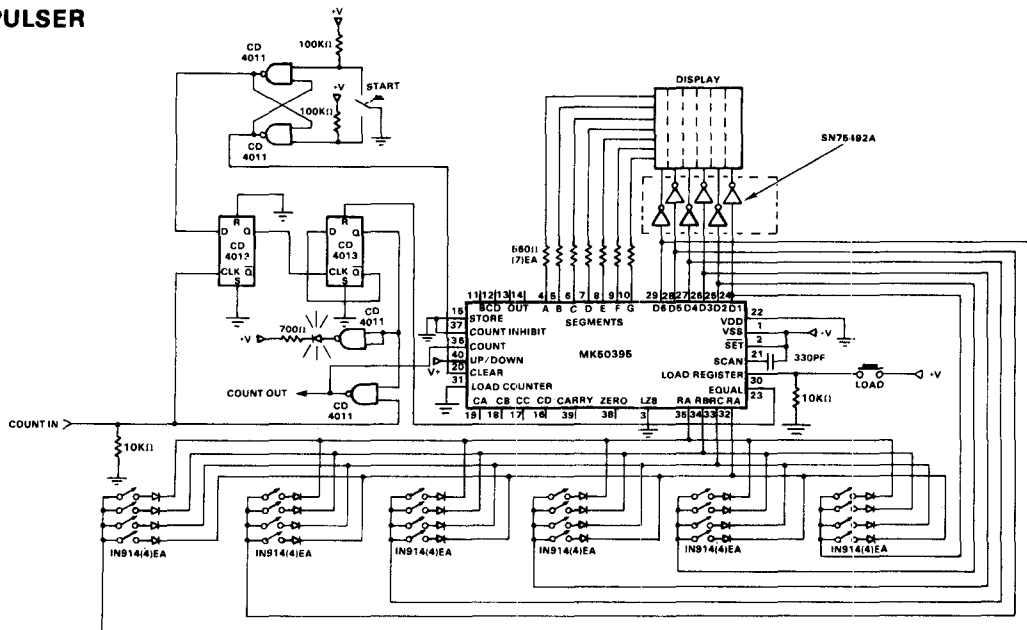 PULSER
+V
100KΩ
CD
4011
START
+V
100KΩ
CD
4011
DISPLAY
SN75492A
R
D Q
CD
4013
CLK Q
S
R
D Q
CD
4013
CLK Q
S
560Ω
(7)EA
+V
700Ω
CD
4011
COUNT OUT
CD
4011
COUNT IN
10KΩ
11 12 13 14 4 5 6 7 8 9 10 29 28 27 26 25 24
BCD OUT A B C D E F G D6 D5 D4 D3 D2 D1
SEGMENTS
MK50395
15 STORE
37 COUNT INHIBIT
36 COUNT
40 UP/DOWN
V+
20 CLEAR
31 LOAD COUNTER
VDD 22
VSS 1
+V
SET 2
SCAN 21
330PF
LOAD REGISTER 30
EQUAL 23
LOAD
+V
10KΩ
CA CB CC CD CARRY ZERO LZB RA RB RC RA
19 18 17 16 39 38 3 35 34 33 32
IN914(4)EA
IN914(4)EA
IN914(4)EA
IN914(4)EA
IN914(4)EA
IN914(4)EA